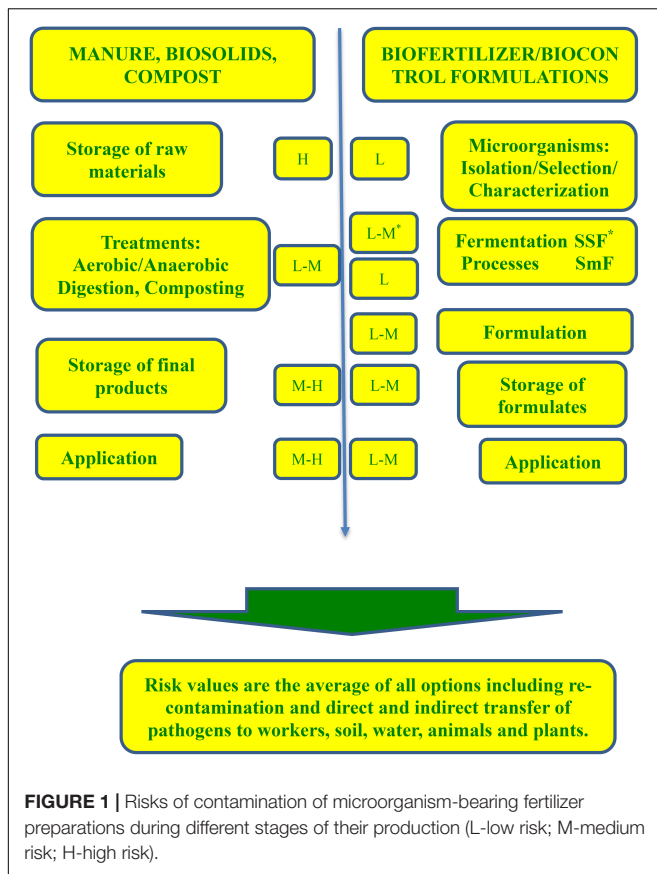 MANURE, BIOSOLIDS,
COMPOST
BIOFERTILIZER/BIOCON
TROL FORMULATIONS
Storage of raw
materials
H
L
Microorganisms:
Isolation/Selection/
Characterization
Treatments:
Aerobic/Anaerobic
Digestion, Composting
L-M
L-M*
L
Fermentation SSF*
Processes SmF
L-M
Formulation
Storage of final
products
M-H
L-M
Storage of
formulates
Application
M-H
L-M
Application
Risk values are the average of all options including re-
contamination and direct and indirect transfer of
pathogens to workers, soil, water, animals and plants.
FIGURE 1 | Risks of contamination of microorganism-bearing fertilizer
preparations during different stages of their production (L-low risk; M-medium
risk; H-high risk).